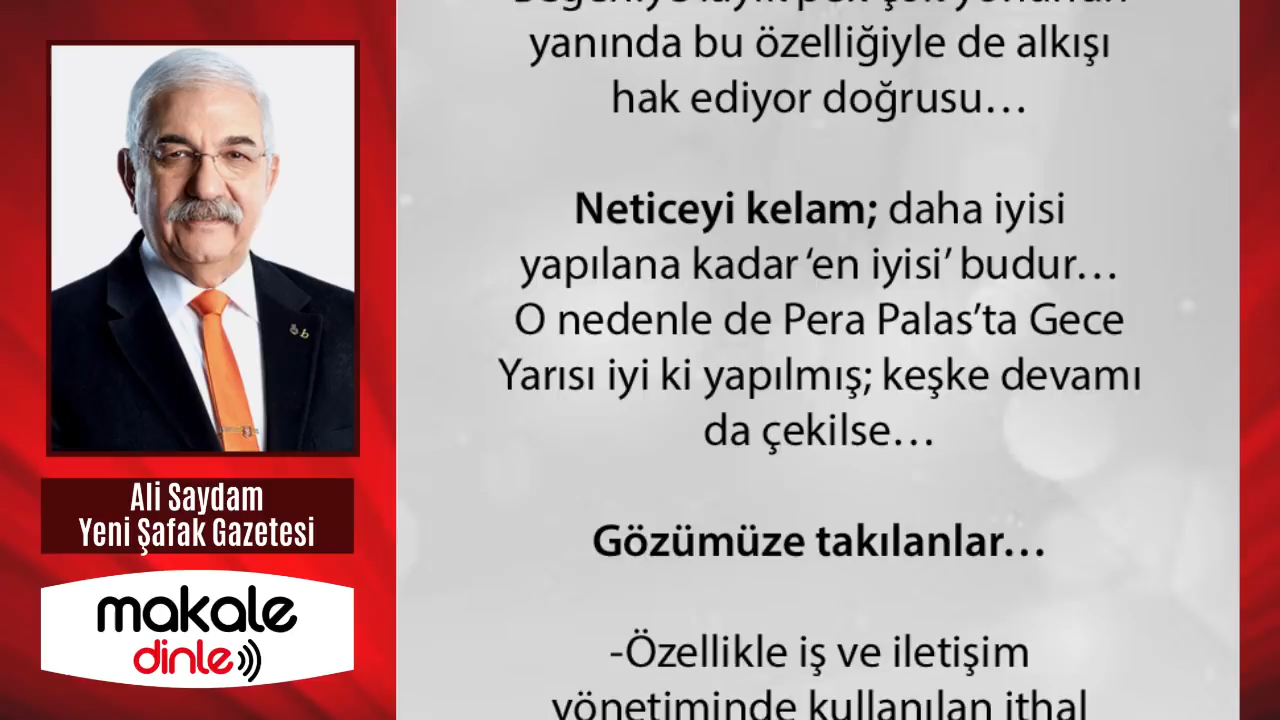 Ali Saydam
Yeni Şafak Gazetesi
makale
dinle
yanında bu özelliğiyle de alkışı
hak ediyor doğrusu…
Neticeyi kelam; daha iyisi
yapılana kadar ‘en iyisi’ budur…
O nedenle de Pera Palas’ta Gece
Yarısı iyi ki yapılmış; keşke devamı
da çekilse…
Gözümüze takılanlar…
-Özellikle iş ve iletişim
yönetiminde kullanılan ithal